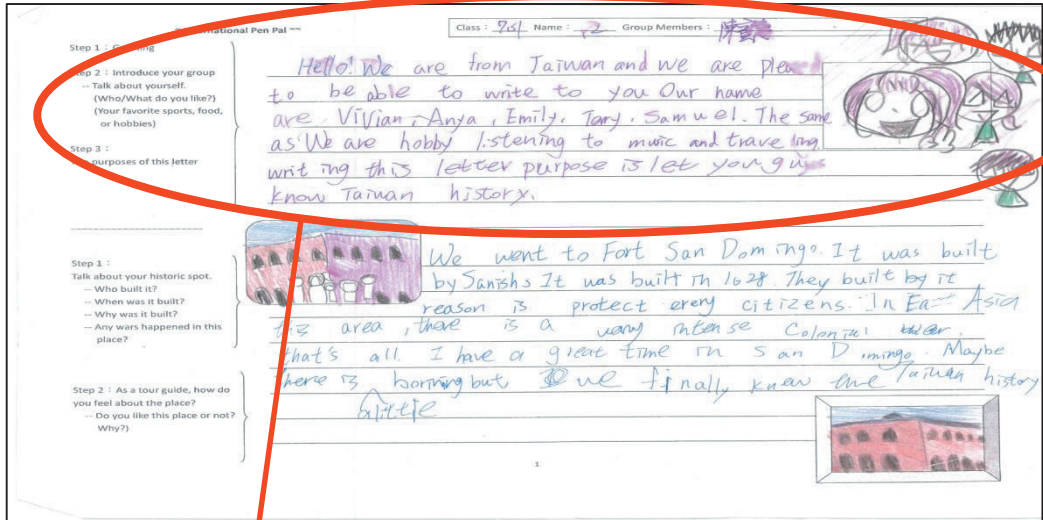 International Pen Pal ~~
Class : 701 Name : Group Members :
Step 1 :
Step 2 : Introduce your group
-- Talk about yourself.
(Who/What do you like?)
(Your favorite sports, food,
or hobbies)
Step 3 :
purposes of this letter
Hello! We are from Taiwan and we are
to be able to write to you Our name
are Vivian, Anya, Emily, Tony, Samuel. The same
as We are hobby listening to music and traveling
writing this letter purpose is let you guys
know Taiwan history.
Step 1 :
Talk about your historic spot.
-- Who built it?
-- When was it built?
-- Why was it built?
-- Any wars happened in this
place?
We went to Fort San Domingo. It was built
by Sanishs It was built in 1628. They built by it
reason is protect every citizens. In East Asia
this area, there is a very intense Colonial
that's all. I have a great time in San Domingo. Maybe
there is borning but we finally knew the Taiwan history
a little
Step 2 : As a tour guide, how do
you feel about the place?
-- Do you like this place or not?
Why?)
1